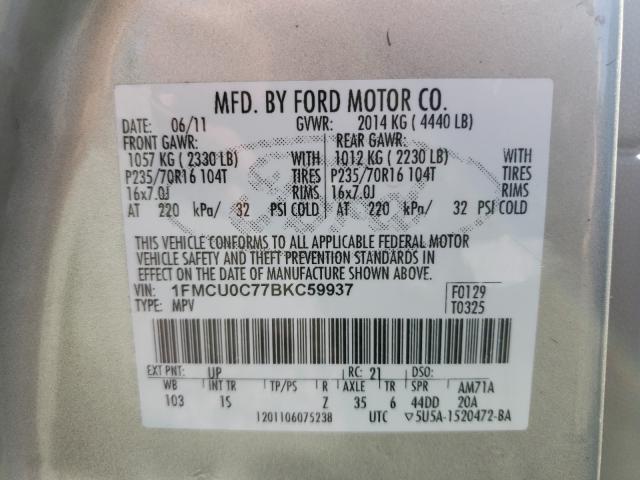 MFD. BY FORD MOTOR CO.
DATE: 06/11 GVWR: 2014 KG ( 4440 LB)
FRONT GAWR: REAR GAWR:
1057 KG ( 2330 LB) WITH 1012 KG ( 2230 LB) WITH
P235/70R16 104T TIRES P235/70R16 104T TIRES
16x7.0J RIMS 16x7.0J RIMS
AT 220 kPa/ 32 PSI COLD AT 220 kPa/ 32 PSI COLD
THIS VEHICLE CONFORMS TO ALL APPLICABLE FEDERAL MOTOR
VEHICLE SAFETY AND THEFT PREVENTION STANDARDS IN
EFFECT ON THE DATE OF MANUFACTURE SHOWN ABOVE.
VIN: 1FMCU0C77BKC59937 F0129
TYPE: MPV T0325
EXT PNT: UP RC: 21 DSO:
WB INT TR TP/PS R AXLE TR SPR AM71A
103 1S Z 35 6 44DD 20A
1201106075238 UTC ▽5U5A-1520472-BA